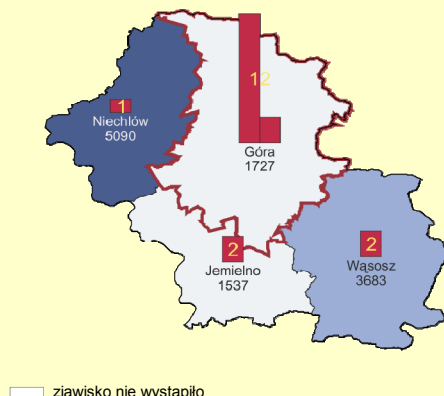 12
1
Niechlów
5090
Góra
1727
2
Jemielno
1537
2
Wąsosz
3683
zjawisko nie wystąpiło